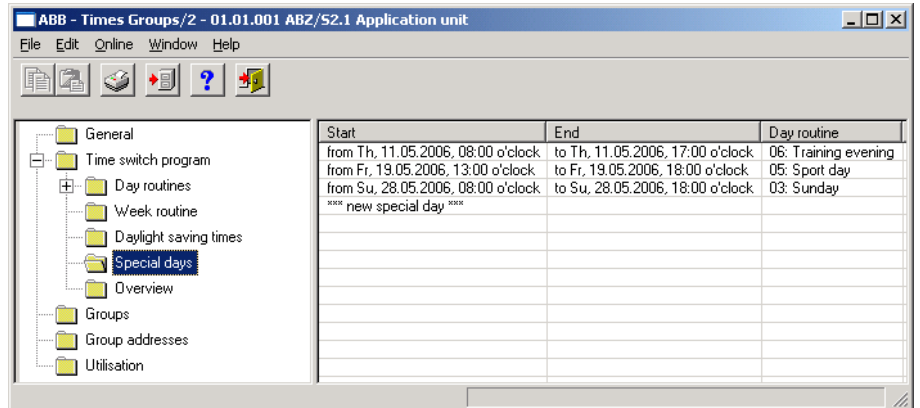 ABB - Times Groups/2 - 01.01.001 ABZ/S2.1 Application unit
File Edit Online Window Help
General
Time switch program
Day routines
Week routine
Daylight saving times
Special days
Overview
Groups
Group addresses
Utilisation
Start End Day routine
from Th, 11.05.2006, 08:00 o'clock to Th, 11.05.2006, 17:00 o'clock 06: Training evening
from Fr, 19.05.2006, 13:00 o'clock to Fr, 19.05.2006, 18:00 o'clock 05: Sport day
from Su, 28.05.2006, 08:00 o'clock to Su, 28.05.2006, 18:00 o'clock 03: Sunday
*** new special day ***